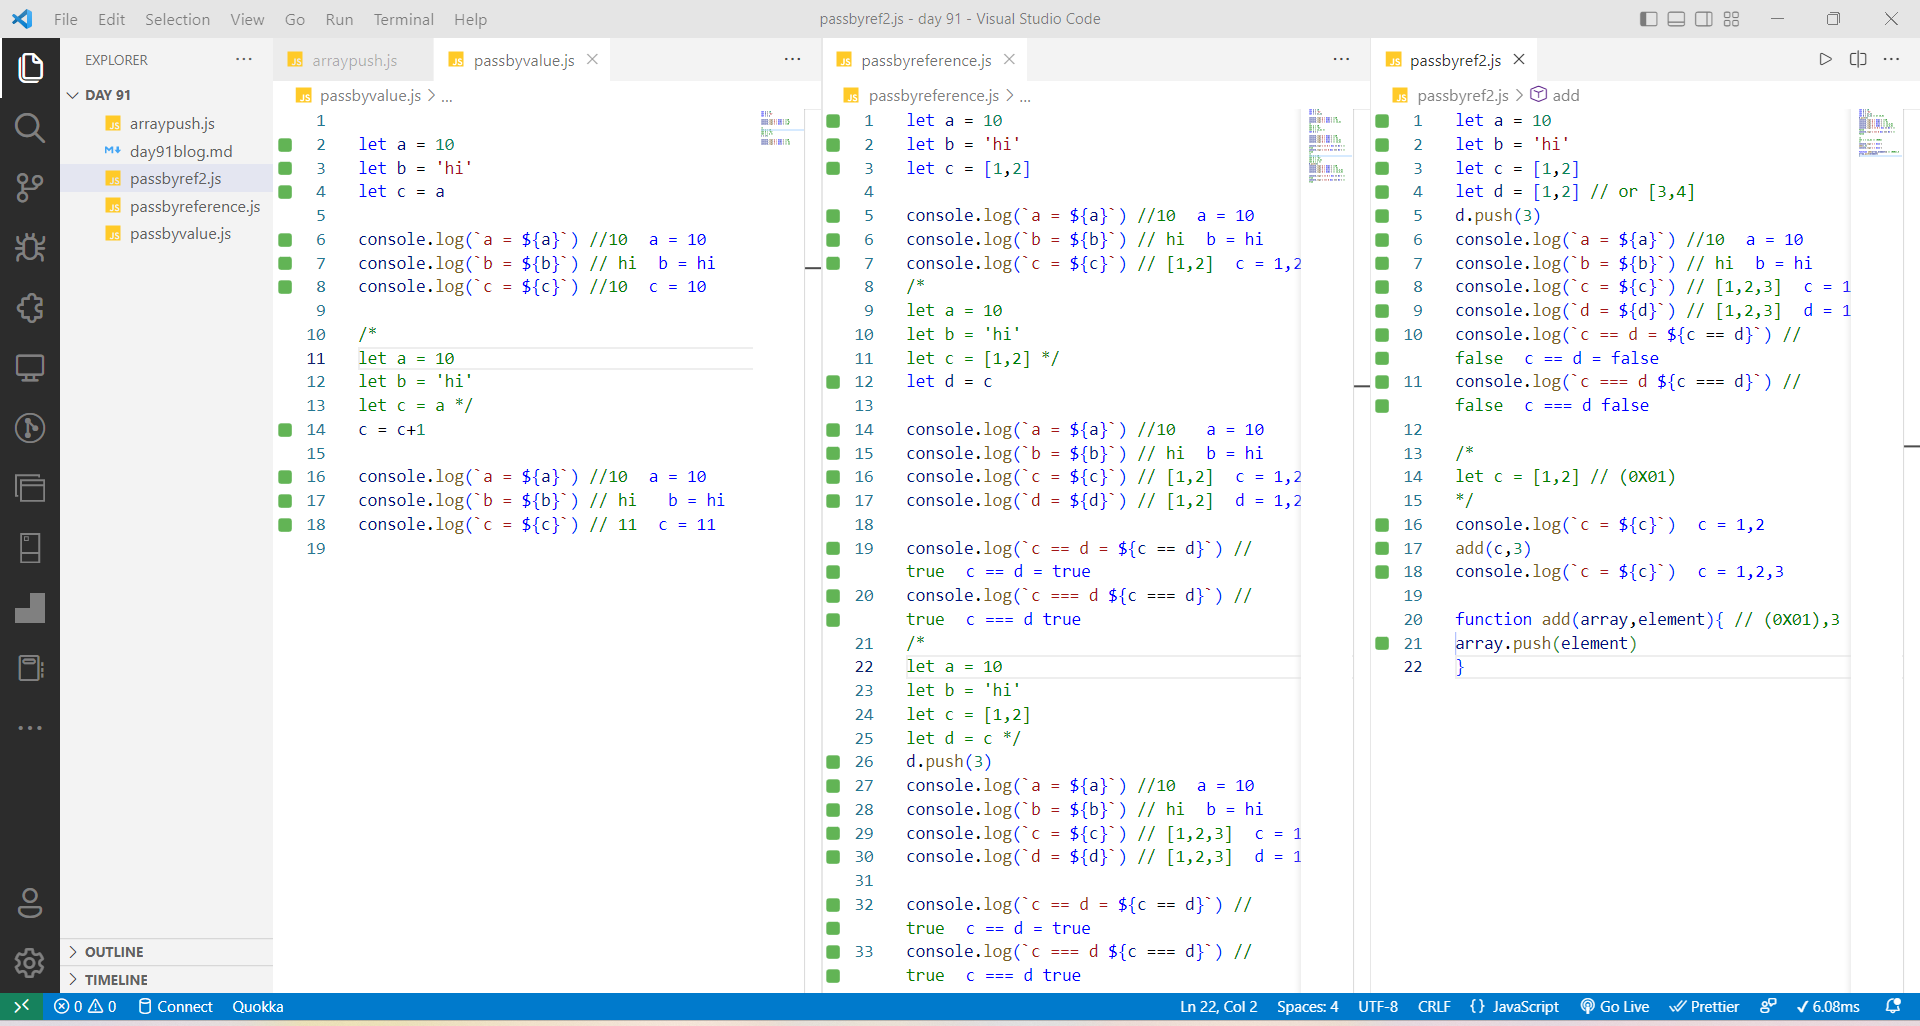 File Edit Selection View Go Run Terminal Help
passbyref2.js - day 91 - Visual Studio Code
EXPLORER
DAY 91
arraypush.js
day91blog.md
passbyref2.js
passbyreference.js
passbyvalue.js
OUTLINE
TIMELINE
arraypush.js
passbyvalue.js
passbyvalue.js > ...
1
2 let a = 10
3 let b = 'hi'
4 let c = a
5
6 console.log(`a = ${a}`) //10 a = 10
7 console.log(`b = ${b}`) // hi b = hi
8 console.log(`c = ${c}`) //10 c = 10
9
10 /*
11 let a = 10
12 let b = 'hi'
13 let c = a */
14 c = c+1
15
16 console.log(`a = ${a}`) //10 a = 10
17 console.log(`b = ${b}`) // hi b = hi
18 console.log(`c = ${c}`) // 11 c = 11
19
passbyreference.js
passbyreference.js > ...
1 let a = 10
2 let b = 'hi'
3 let c = [1,2]
4
5 console.log(`a = ${a}`) //10 a = 10
6 console.log(`b = ${b}`) // hi b = hi
7 console.log(`c = ${c}`) // [1,2] c = 1,2
8 /*
9 let a = 10
10 let b = 'hi'
11 let c = [1,2] */
12 let d = c
13
14 console.log(`a = ${a}`) //10 a = 10
15 console.log(`b = ${b}`) // hi b = hi
16 console.log(`c = ${c}`) // [1,2] c = 1,2
17 console.log(`d = ${d}`) // [1,2] d = 1,2
18
19 console.log(`c == d = ${c == d}`) //
true c == d = true
20 console.log(`c === d ${c === d}`) //
true c === d true
21 /*
22 let a = 10
23 let b = 'hi'
24 let c = [1,2]
25 let d = c */
26 d.push(3)
27 console.log(`a = ${a}`) //10 a = 10
28 console.log(`b = ${b}`) // hi b = hi
29 console.log(`c = ${c}`) // [1,2,3] c = 1
30 console.log(`d = ${d}`) // [1,2,3] d = 1
31
32 console.log(`c == d = ${c == d}`) //
true c == d = true
33 console.log(`c === d ${c === d}`) //
true c === d true
passbyref2.js
passbyref2.js > add
1 let a = 10
2 let b = 'hi'
3 let c = [1,2]
4 let d = [1,2] // or [3,4]
5 d.push(3)
6 console.log(`a = ${a}`) //10 a = 10
7 console.log(`b = ${b}`) // hi b = hi
8 console.log(`c = ${c}`) // [1,2,3] c = 1
9 console.log(`d = ${d}`) // [1,2,3] d = 1
10 console.log(`c == d = ${c == d}`) //
false c == d = false
11 console.log(`c === d ${c === d}`) //
false c === d false
12
13 /*
14 let c = [1,2] // (0X01)
15 */
16 console.log(`c = ${c}`) c = 1,2
17 add(c,3)
18 console.log(`c = ${c}`) c = 1,2,3
19
20 function add(array,element){ // (0X01),3
21 array.push(element)
22 }
0 0 Connect Quokka
Ln 22, Col 2 Spaces: 4 UTF-8 CRLF {} JavaScript Go Live Prettier 6.08ms